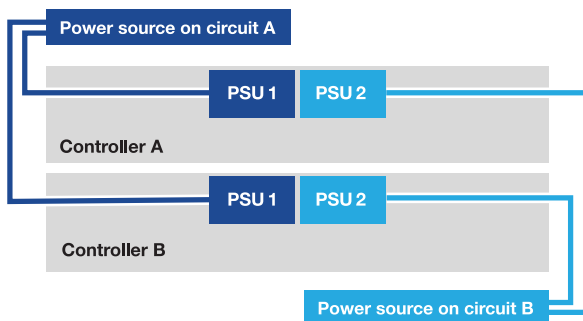 Power source on circuit A
PSU 1 PSU 2
Controller A
PSU 1 PSU 2
Controller B
Power source on circuit B